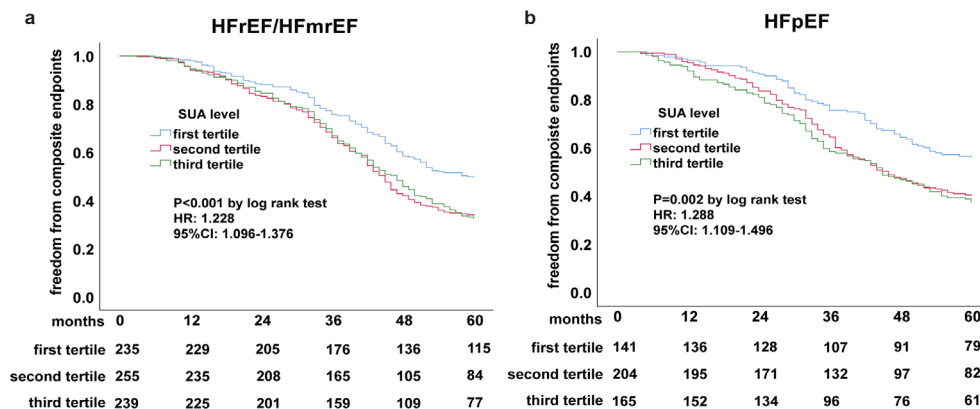 a
HFrEF/HFmrEF
freedom from composite endpoints
1.0
0.8
0.6
0.4
0.2
0.0
SUA level
first tertile
second tertile
third tertile
P<0.001 by log rank test
HR: 1.228
95%CI: 1.096-1.376
months 0 12 24 36 48 60
first tertile 235 229 205 176 136 115
second tertile 255 235 208 165 105 84
third tertile 239 225 201 159 109 77
b
HFpEF
freedom from compoiste endpoints
1.0
0.8
0.6
0.4
0.2
0.0
SUA level
first tertile
second tertile
third tertile
P=0.002 by log rank test
HR: 1.288
95%CI: 1.109-1.496
months 0 12 24 36 48 60
first tertile 141 136 128 107 91 79
second tertile 204 195 171 132 97 82
third tertile 165 152 134 96 76 61